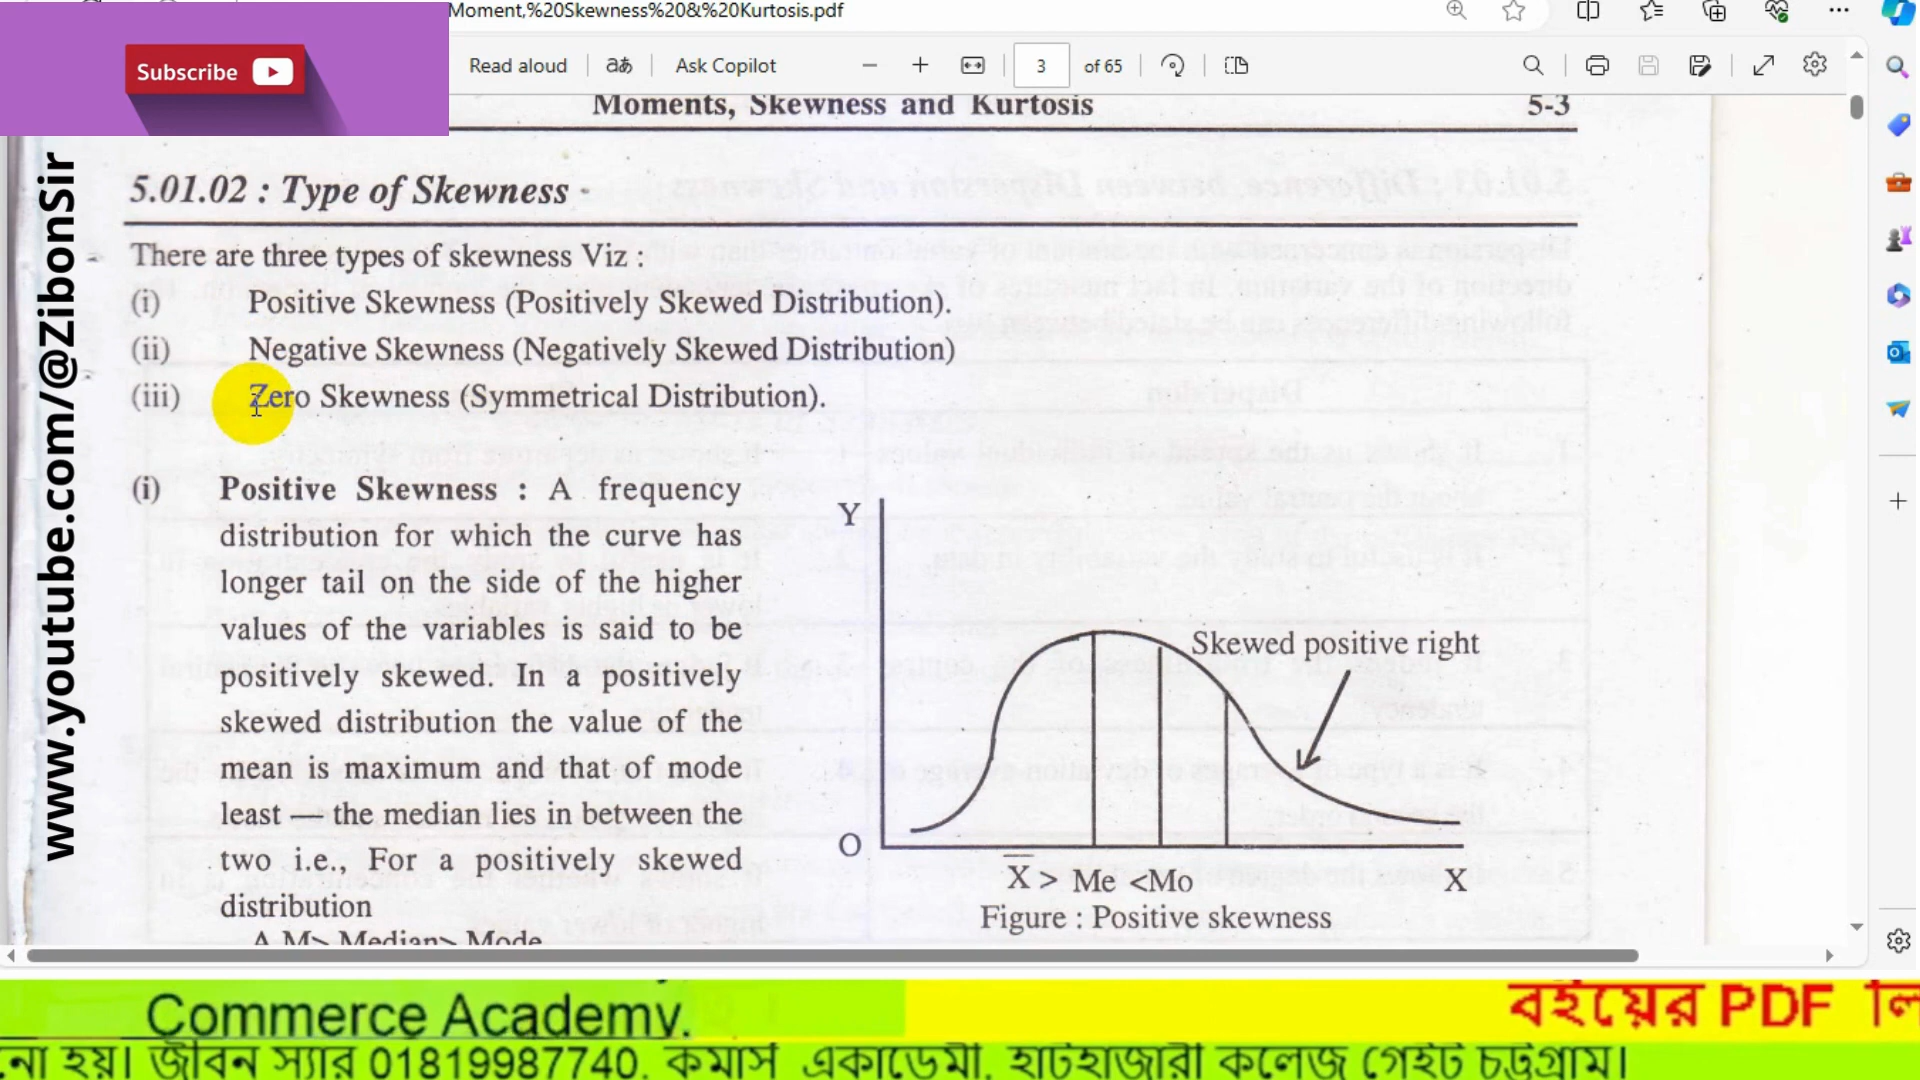 Moment,%20Skewness%20&%20Kurtosis.pdf
Subscribe
Read aloud
Ask Copilot
3 of 65
www.youtube.com/@zibonSir
Moments, Skewness and Kurtosis 5-3
5.01.02 : Type of Skewness -
There are three types of skewness Viz :
(i) Positive Skewness (Positively Skewed Distribution).
(ii) Negative Skewness (Negatively Skewed Distribution)
(iii) Zero Skewness (Symmetrical Distribution).
(i) Positive Skewness : A frequency
distribution for which the curve has
longer tail on the side of the higher
values of the variables is said to be
positively skewed. In a positively
skewed distribution the value of the
mean is maximum and that of mode
least — the median lies in between the
two i.e., For a positively skewed
distribution
A.M> Median> Mode
Y
Skewed positive right
O
X̅ > Me <Mo
X
Figure : Positive skewness
Commerce Academy.
বইয়ের PDF
হয়। জীবন স্যার 01819987740. কমার্স একাডেমী. হাটহাজারী কলেজ গেইট চট্টগ্রাম।